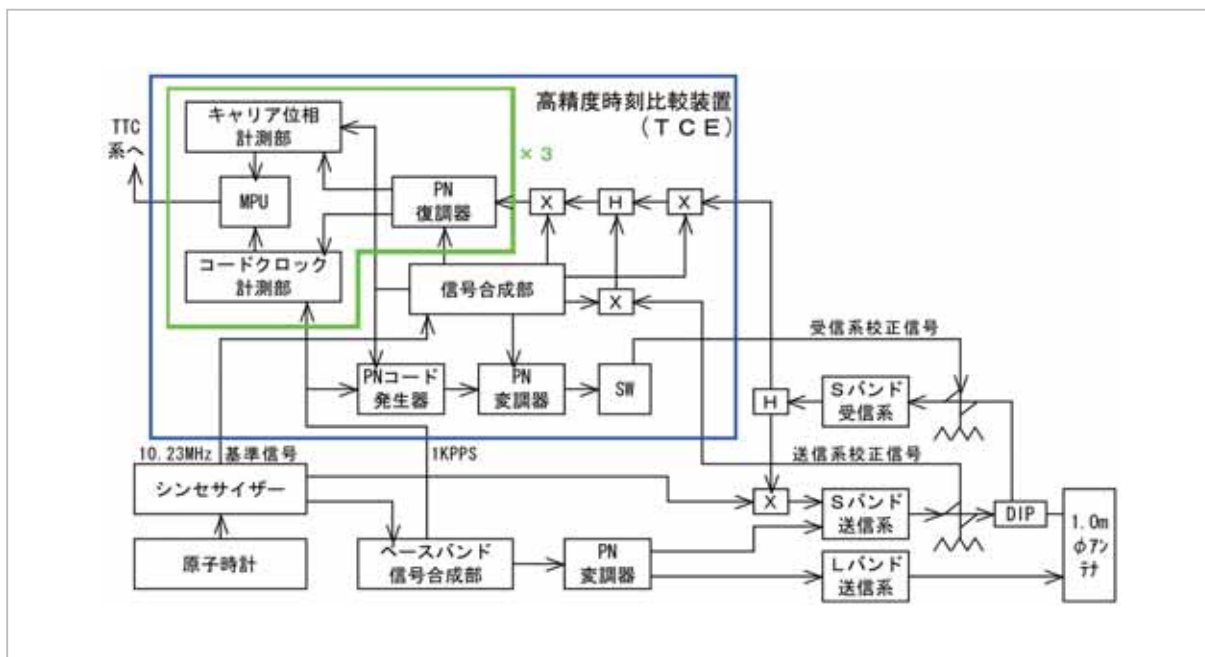 高精度時刻比較装置
(TCE)
TTC
系へ
キャリア位相
計測部
×3
MPU
PN
復調器
X
H
X
コードクロック
計測部
信号合成部
X
受信系校正信号
PNコード
発生器
PN
変調器
SW
H
Sバンド
受信系
10.23MHz 基準信号
1KPPS
送信系校正信号
シンセサイザー
X
Sバンド
送信系
DIP
1.0m
φアン
テナ
原子時計
ベースバンド
信号合成部
PN
変調器
Lバンド
送信系